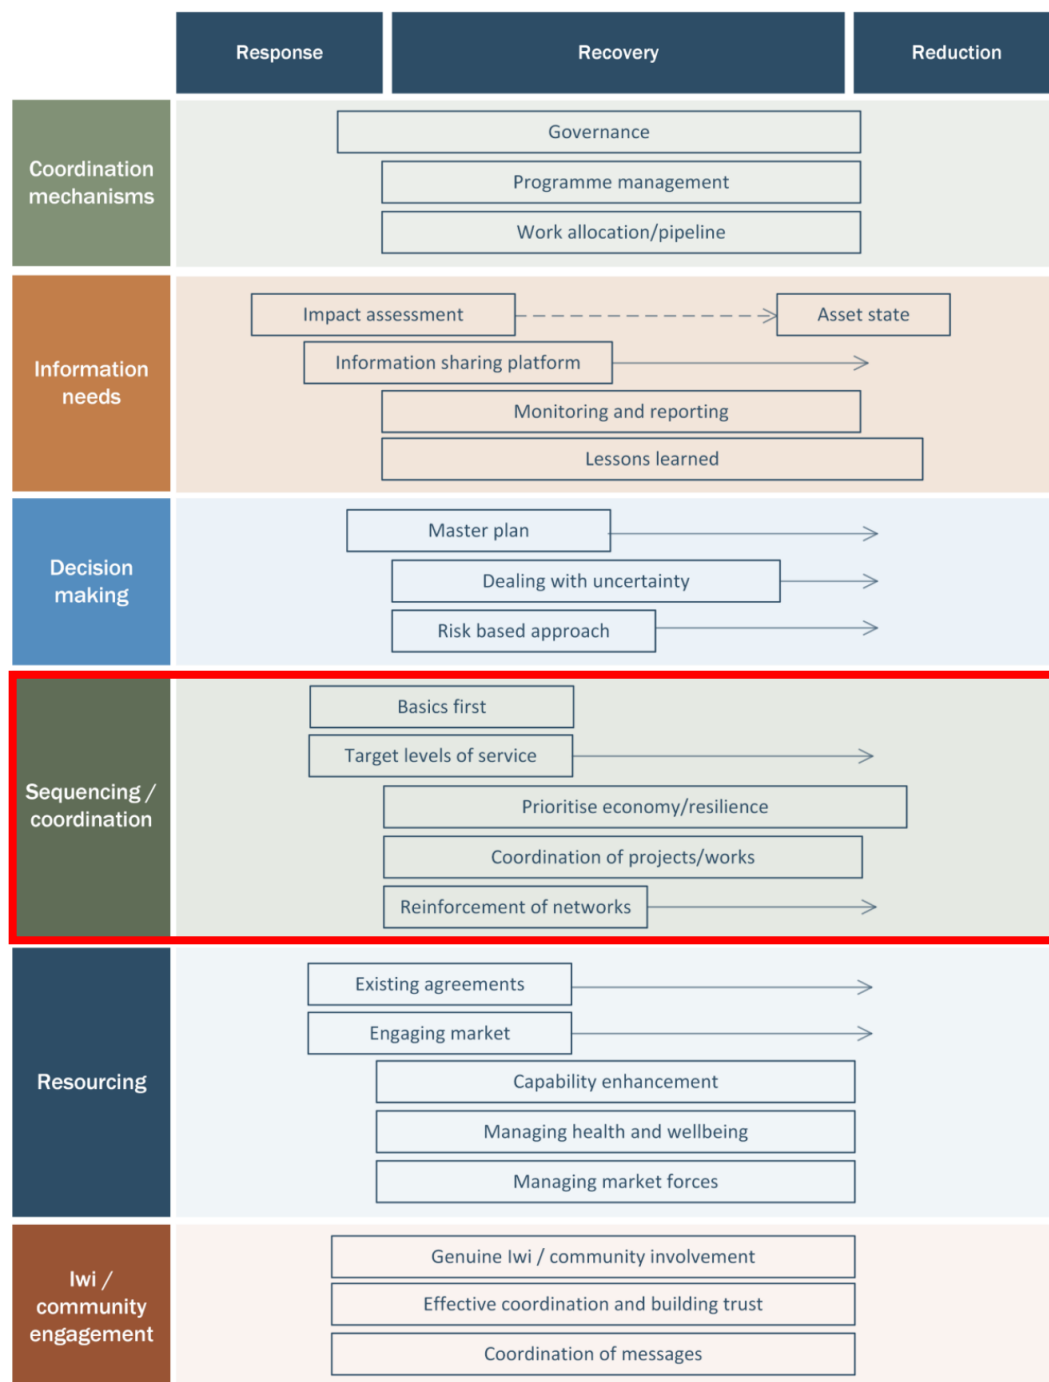 Response
Recovery
Reduction
Coordination
mechanisms
Governance
Programme management
Work allocation/pipeline
Information
needs
Impact assessment
Asset state
Information sharing platform
Monitoring and reporting
Lessons learned
Decision
making
Master plan
Dealing with uncertainty
Risk based approach
Sequencing /
coordination
Basics first
Target levels of service
Prioritise economy/resilience
Coordination of projects/works
Reinforcement of networks
Resourcing
Existing agreements
Engaging market
Capability enhancement
Managing health and wellbeing
Managing market forces
Iwi /
community
engagement
Genuine Iwi / community involvement
Effective coordination and building trust
Coordination of messages